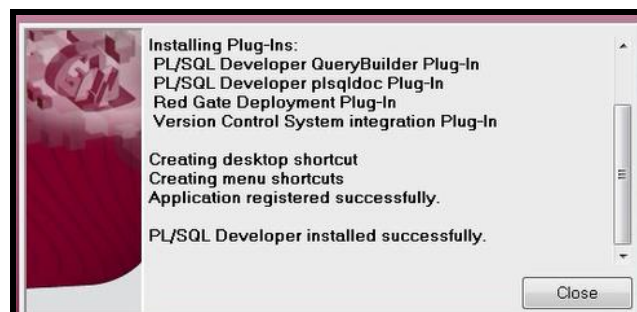 Installing Plug-Ins:
PL/SQL Developer QueryBuilder Plug-In
PL/SQL Developer plsqldoc Plug-In
Red Gate Deployment Plug-In
Version Control System integration Plug-In
Creating desktop shortcut
Creating menu shortcuts
Application registered successfully.
PL/SQL Developer installed successfully.
Close